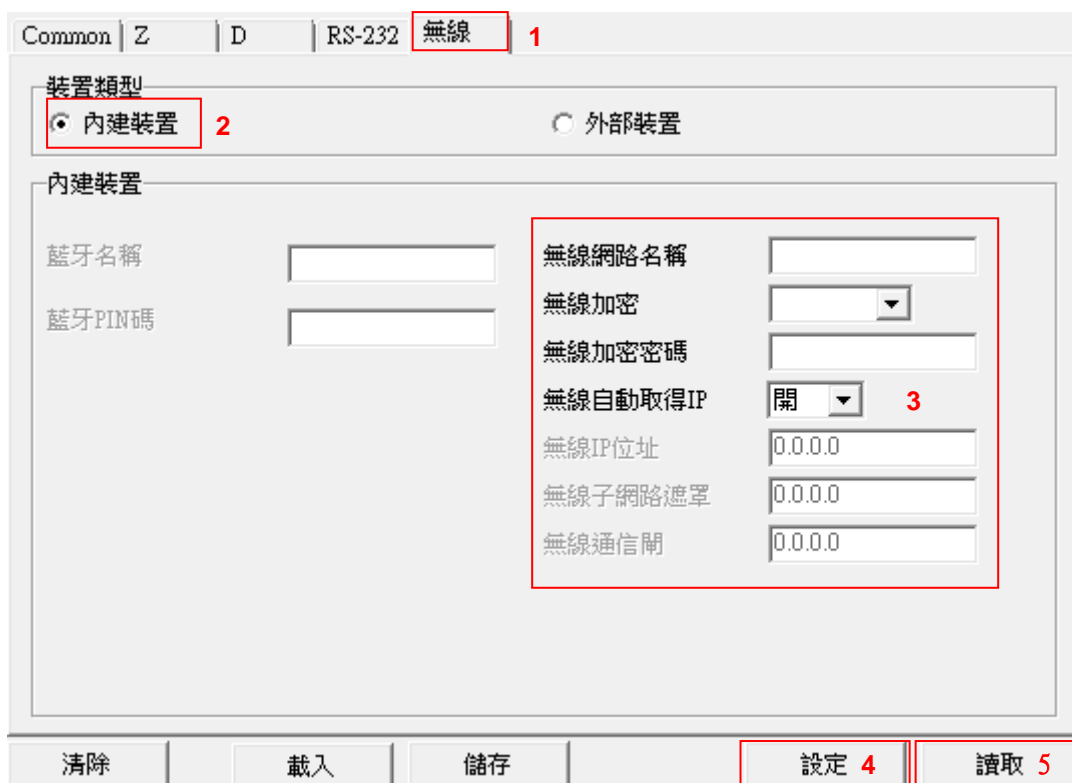 Common Z D RS-232 無線 1
裝置類型
內建裝置 2 外部裝置
內建裝置
藍牙名稱
藍牙PIN碼
無線網路名稱
無線加密
無線加密密碼
無線自動取得IP 開 3
無線IP位址 0.0.0.0
無線子網路遮罩 0.0.0.0
無線通信閘 0.0.0.0
清除 載入 儲存 設定 4 讀取 5